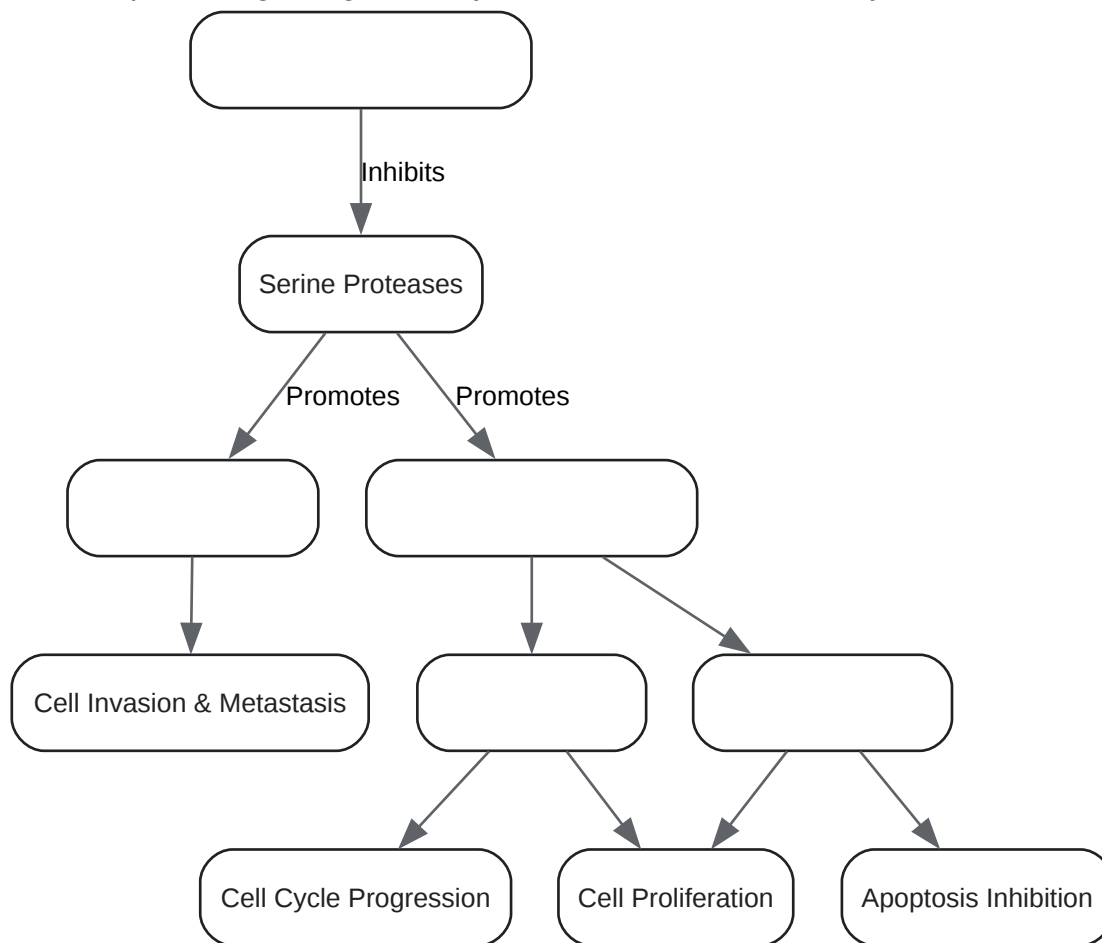 Inhibits
Serine Proteases
Promotes
Promotes
Cell Invasion & Metastasis
Cell Cycle Progression
Cell Proliferation
Apoptosis Inhibition